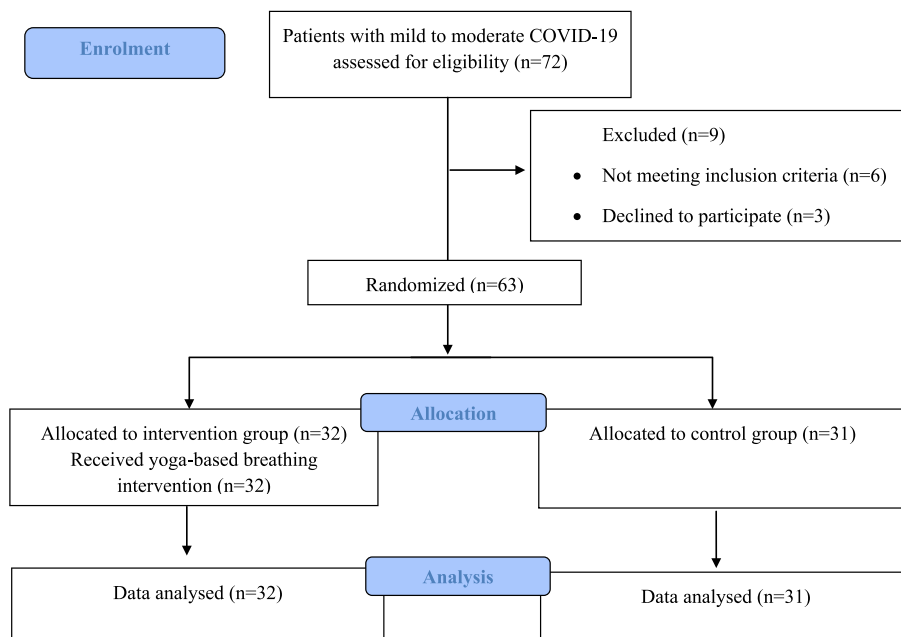 Enrolment
Patients with mild to moderate COVID-19
assessed for eligibility (n=72)
Excluded (n=9)
• Not meeting inclusion criteria (n=6)
• Declined to participate (n=3)
Randomized (n=63)
Allocation
Allocated to intervention group (n=32)
Received yoga-based breathing
intervention (n=32)
Allocated to control group (n=31)
Analysis
Data analysed (n=32)
Data analysed (n=31)